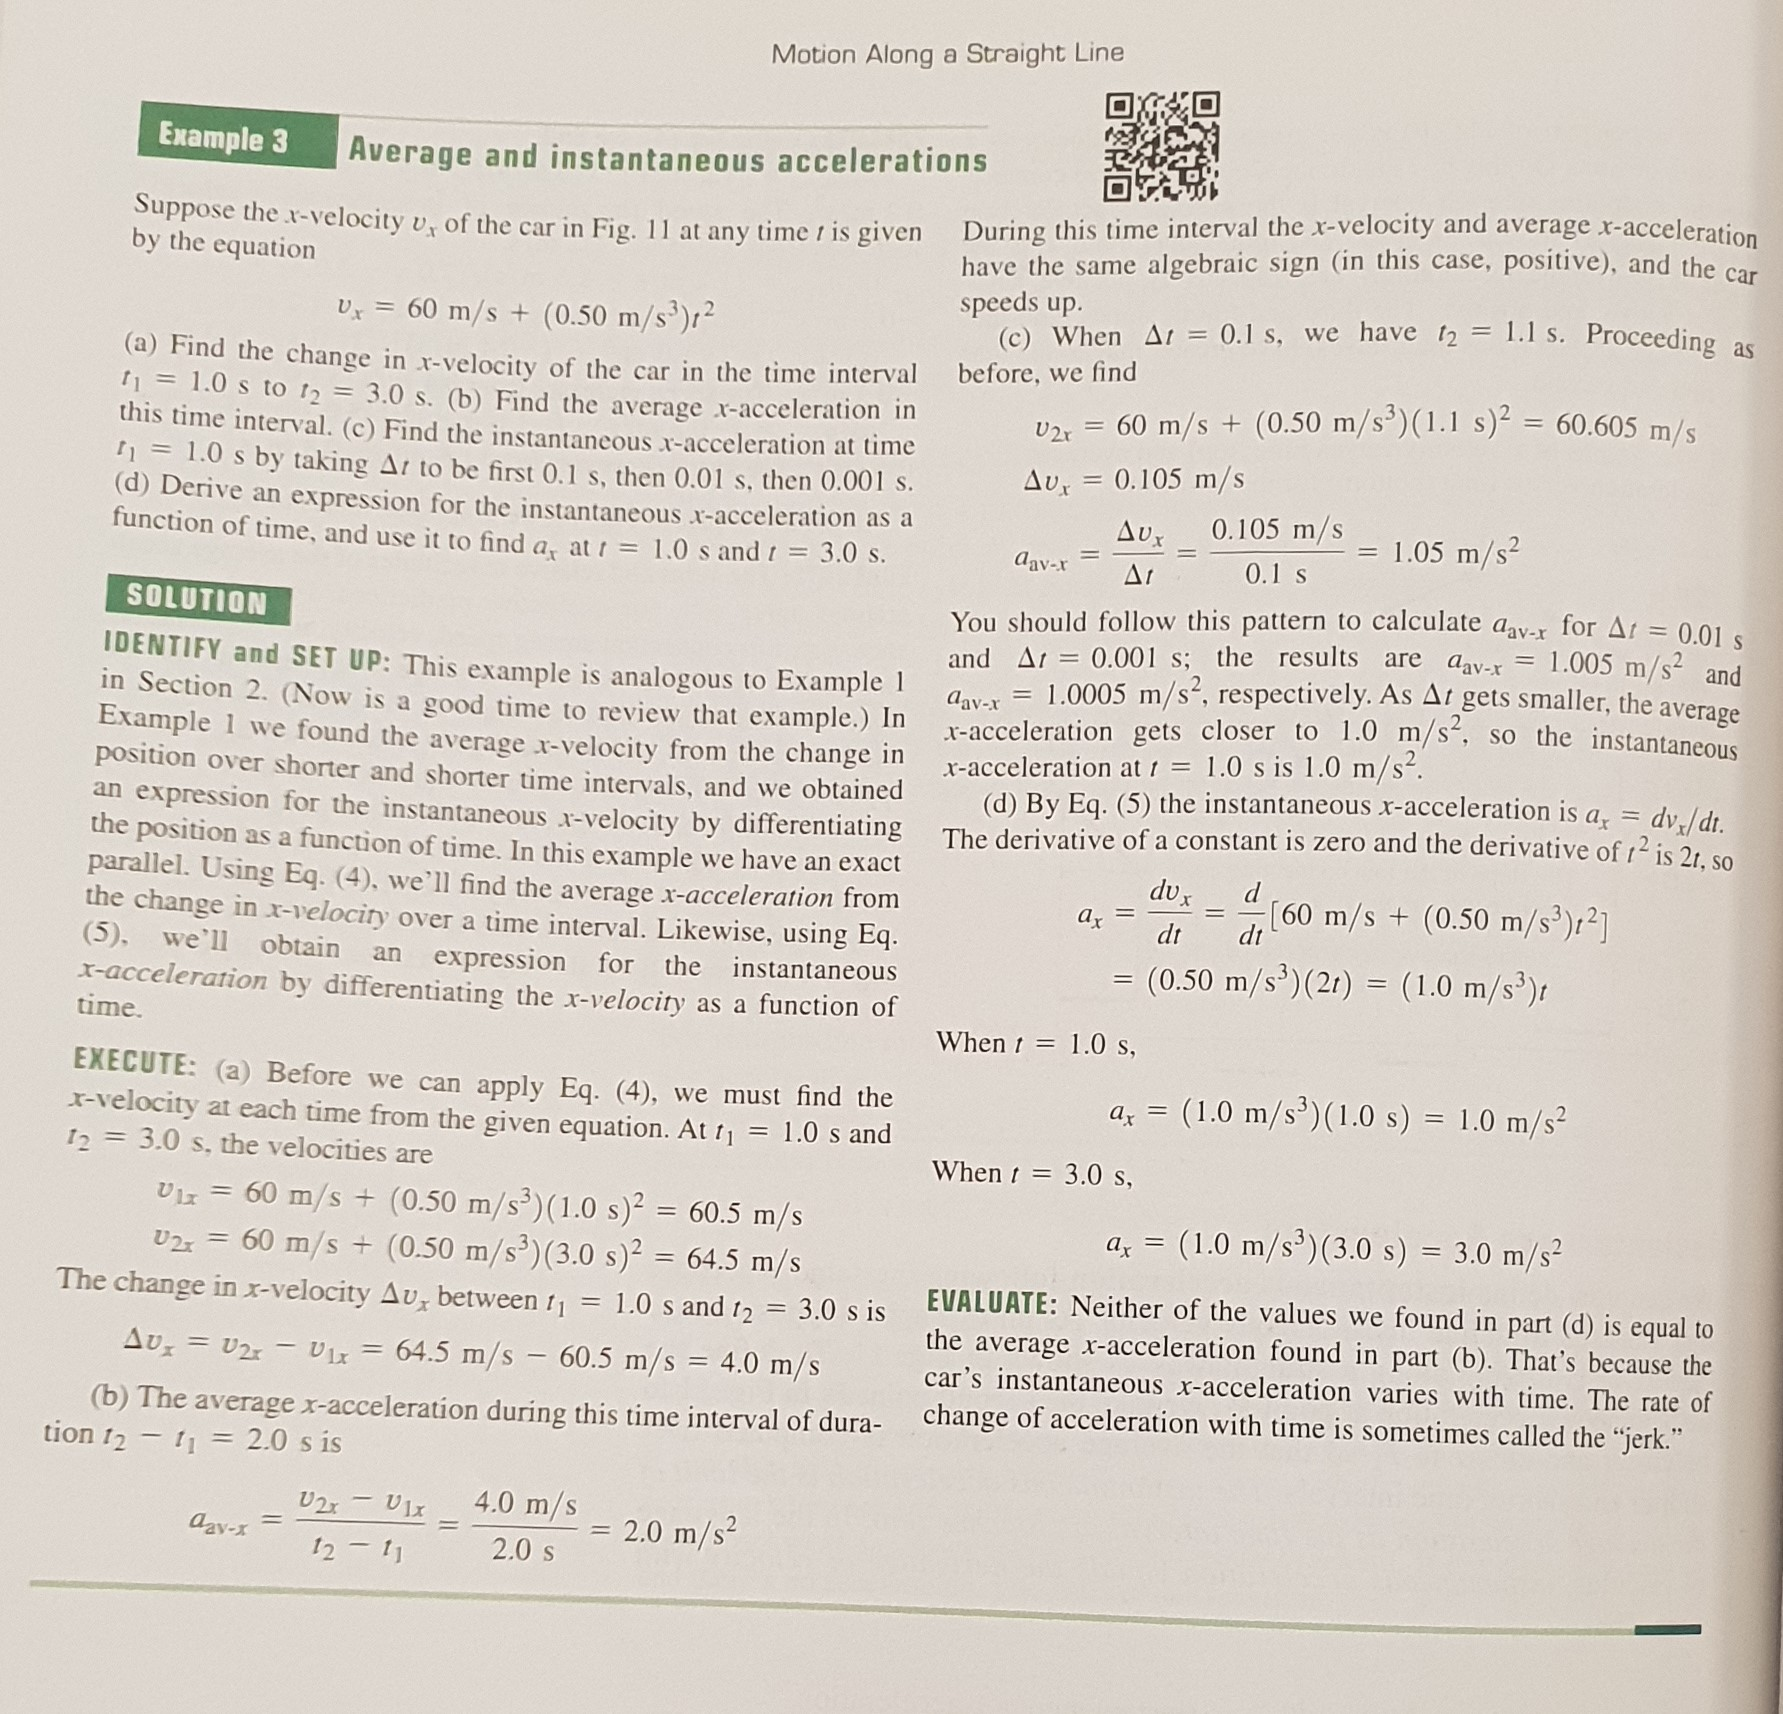 Motion Along a Straight Line
Example 3
Average and instantaneous accelerations
Suppose the x-velocity υₓ of the car in Fig. 11 at any time t is given
by the equation
υₓ = 60 m/s + (0.50 m/s³)t²
(a) Find the change in x-velocity of the car in the time interval
t₁ = 1.0 s to t₂ = 3.0 s. (b) Find the average x-acceleration in
this time interval. (c) Find the instantaneous x-acceleration at time
t₁ = 1.0 s by taking Δt to be first 0.1 s, then 0.01 s, then 0.001 s.
(d) Derive an expression for the instantaneous x-acceleration as a
function of time, and use it to find aₓ at t = 1.0 s and t = 3.0 s.
SOLUTION
IDENTIFY and SET UP: This example is analogous to Example 1
in Section 2. (Now is a good time to review that example.) In
Example 1 we found the average x-velocity from the change in
position over shorter and shorter time intervals, and we obtained
an expression for the instantaneous x-velocity by differentiating
the position as a function of time. In this example we have an exact
parallel. Using Eq. (4), we'll find the average x-acceleration from
the change in x-velocity over a time interval. Likewise, using Eq.
(5), we'll obtain an expression for the instantaneous
x-acceleration by differentiating the x-velocity as a function of
time.
EXECUTE: (a) Before we can apply Eq. (4), we must find the
x-velocity at each time from the given equation. At t₁ = 1.0 s and
t₂ = 3.0 s, the velocities are
υ₁ₓ = 60 m/s + (0.50 m/s³)(1.0 s)² = 60.5 m/s
υ₂ₓ = 60 m/s + (0.50 m/s³)(3.0 s)² = 64.5 m/s
The change in x-velocity Δυₓ between t₁ = 1.0 s and t₂ = 3.0 s is
Δυₓ = υ₂ₓ − υ₁ₓ = 64.5 m/s − 60.5 m/s = 4.0 m/s
(b) The average x-acceleration during this time interval of dura-
tion t₂ − t₁ = 2.0 s is
a_av-x = (υ₂ₓ − υ₁ₓ)/(t₂ − t₁) = (4.0 m/s)/(2.0 s) = 2.0 m/s²
During this time interval the x-velocity and average x-acceleration
have the same algebraic sign (in this case, positive), and the car
speeds up.
(c) When Δt = 0.1 s, we have t₂ = 1.1 s. Proceeding as
before, we find
υ₂ₓ = 60 m/s + (0.50 m/s³)(1.1 s)² = 60.605 m/s
Δυₓ = 0.105 m/s
a_av-x = Δυₓ/Δt = (0.105 m/s)/(0.1 s) = 1.05 m/s²
You should follow this pattern to calculate a_av-x for Δt = 0.01 s
and Δt = 0.001 s; the results are a_av-x = 1.005 m/s² and
a_av-x = 1.0005 m/s², respectively. As Δt gets smaller, the average
x-acceleration gets closer to 1.0 m/s², so the instantaneous
x-acceleration at t = 1.0 s is 1.0 m/s².
(d) By Eq. (5) the instantaneous x-acceleration is aₓ = dvₓ/dt.
The derivative of a constant is zero and the derivative of t² is 2t, so
aₓ = dυₓ/dt = d/dt[60 m/s + (0.50 m/s³)t²]
= (0.50 m/s³)(2t) = (1.0 m/s³)t
When t = 1.0 s,
aₓ = (1.0 m/s³)(1.0 s) = 1.0 m/s²
When t = 3.0 s,
aₓ = (1.0 m/s³)(3.0 s) = 3.0 m/s²
EVALUATE: Neither of the values we found in part (d) is equal to
the average x-acceleration found in part (b). That's because the
car's instantaneous x-acceleration varies with time. The rate of
change of acceleration with time is sometimes called the “jerk.”